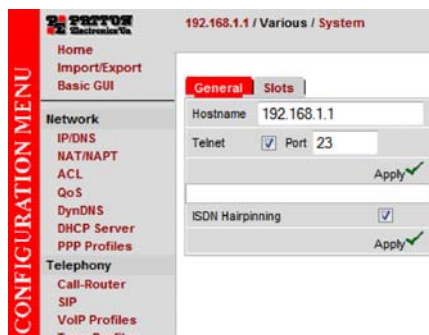 PATTON
Electronics Co.
192.168.1.1 / Various / System
CONFIGURATION MENU
Home
Import/Export
Basic GUI
Network
IP/DNS
NAT/NAPT
ACL
QoS
DynDNS
DHCP Server
PPP Profiles
Telephony
Call-Router
SIP
VoIP Profiles
General
Slots
Hostname 192.168.1.1
Telnet Port 23
Apply
ISDN Hairpinning
Apply